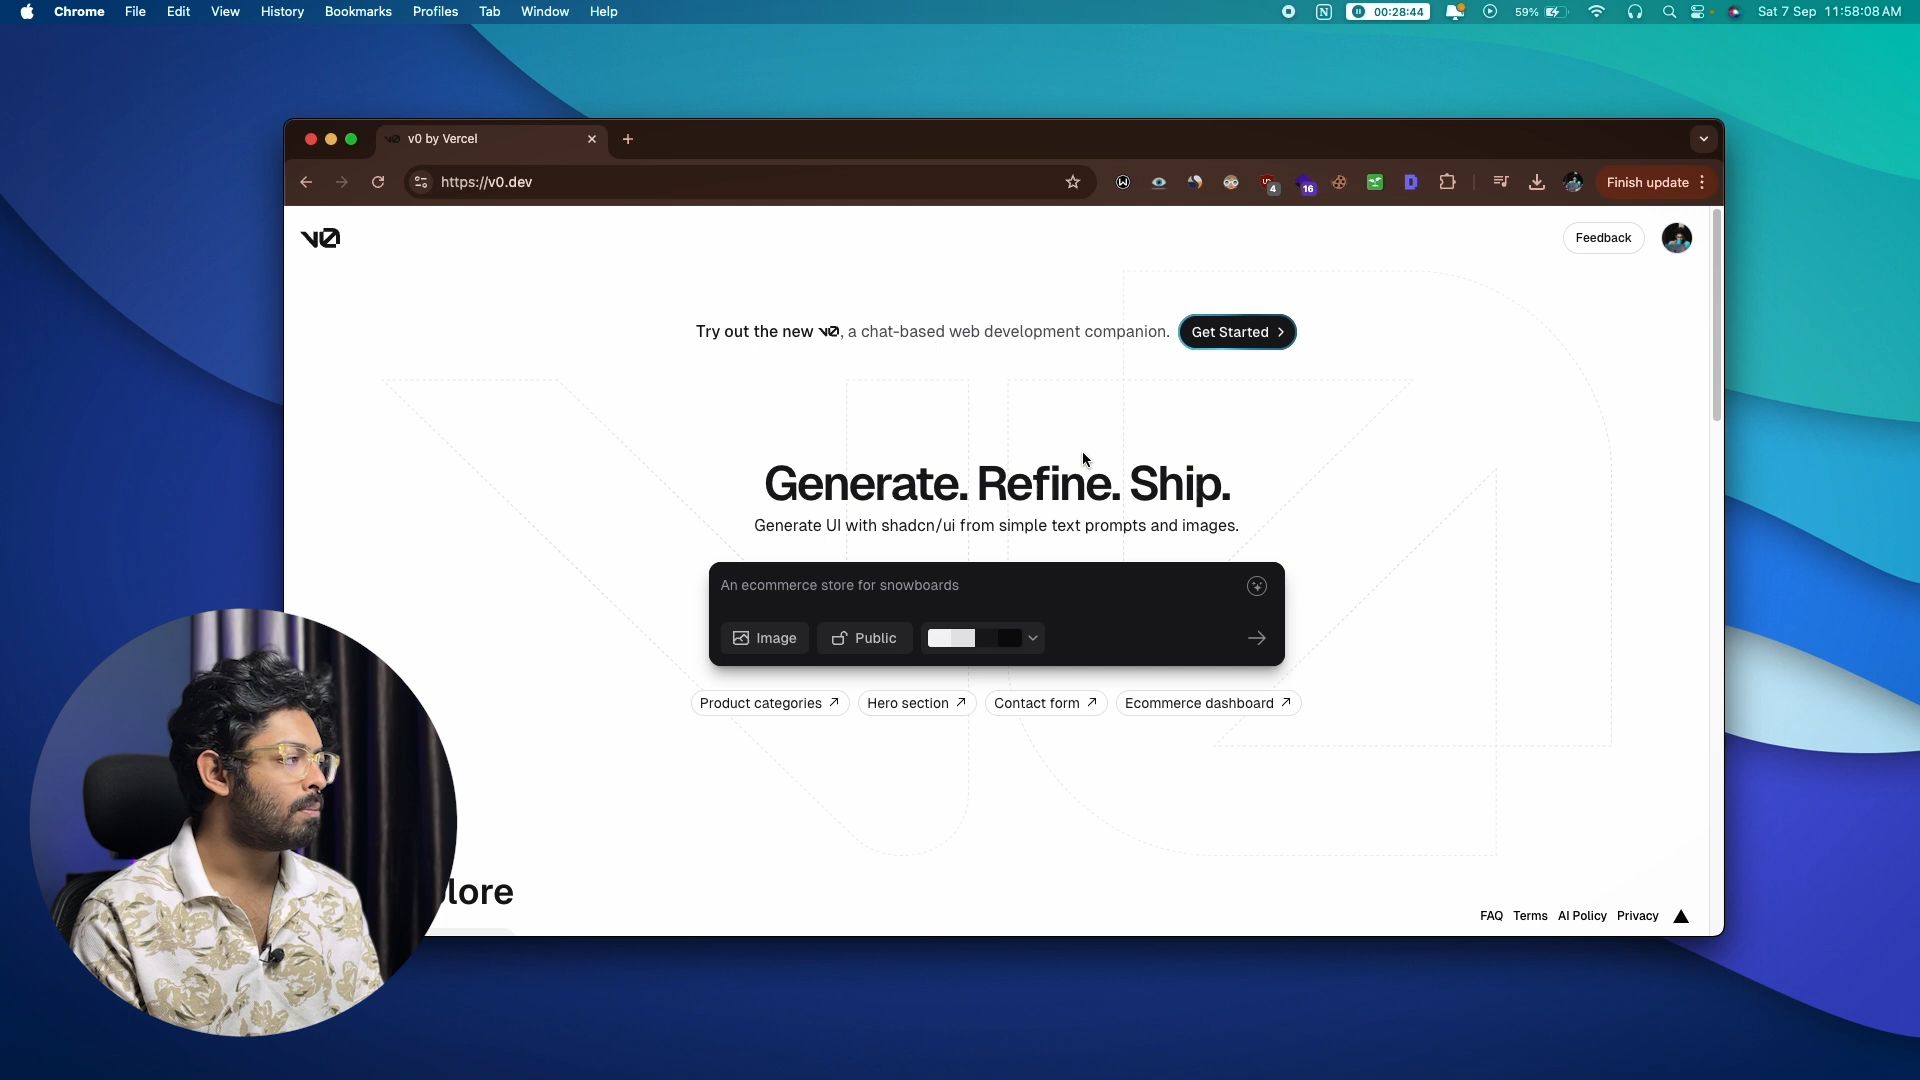 Chrome File Edit View History Bookmarks Profiles Tab Window Help 00:28:44 59% Sat 7 Sep 11:58:08 AM
v0 by Vercel
https://v0.dev 4 16 Finish update
v0 Feedback
Try out the new v0, a chat-based web development companion. Get Started
Generate. Refine. Ship.
Generate UI with shadcn/ui from simple text prompts and images.
An ecommerce store for snowboards
Image Public
Product categories Hero section Contact form Ecommerce dashboard
lore
FAQ Terms AI Policy Privacy